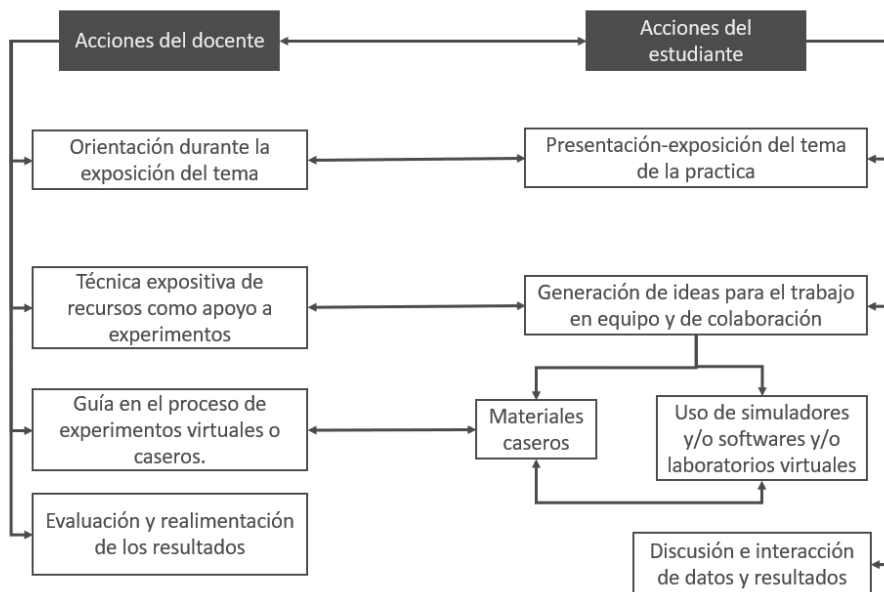 Acciones del docente
Acciones del
estudiante
Orientación durante la
exposición del tema
Presentación-exposición del tema
de la practica
Técnica expositiva de
recursos como apoyo a
experimentos
Generación de ideas para el trabajo
en equipo y de colaboración
Guía en el proceso de
experimentos virtuales o
caseros.
Materiales
caseros
Uso de simuladores
y/o softwares y/o
laboratorios virtuales
Evaluación y realimentación
de los resultados
Discusión e interacción
de datos y resultados